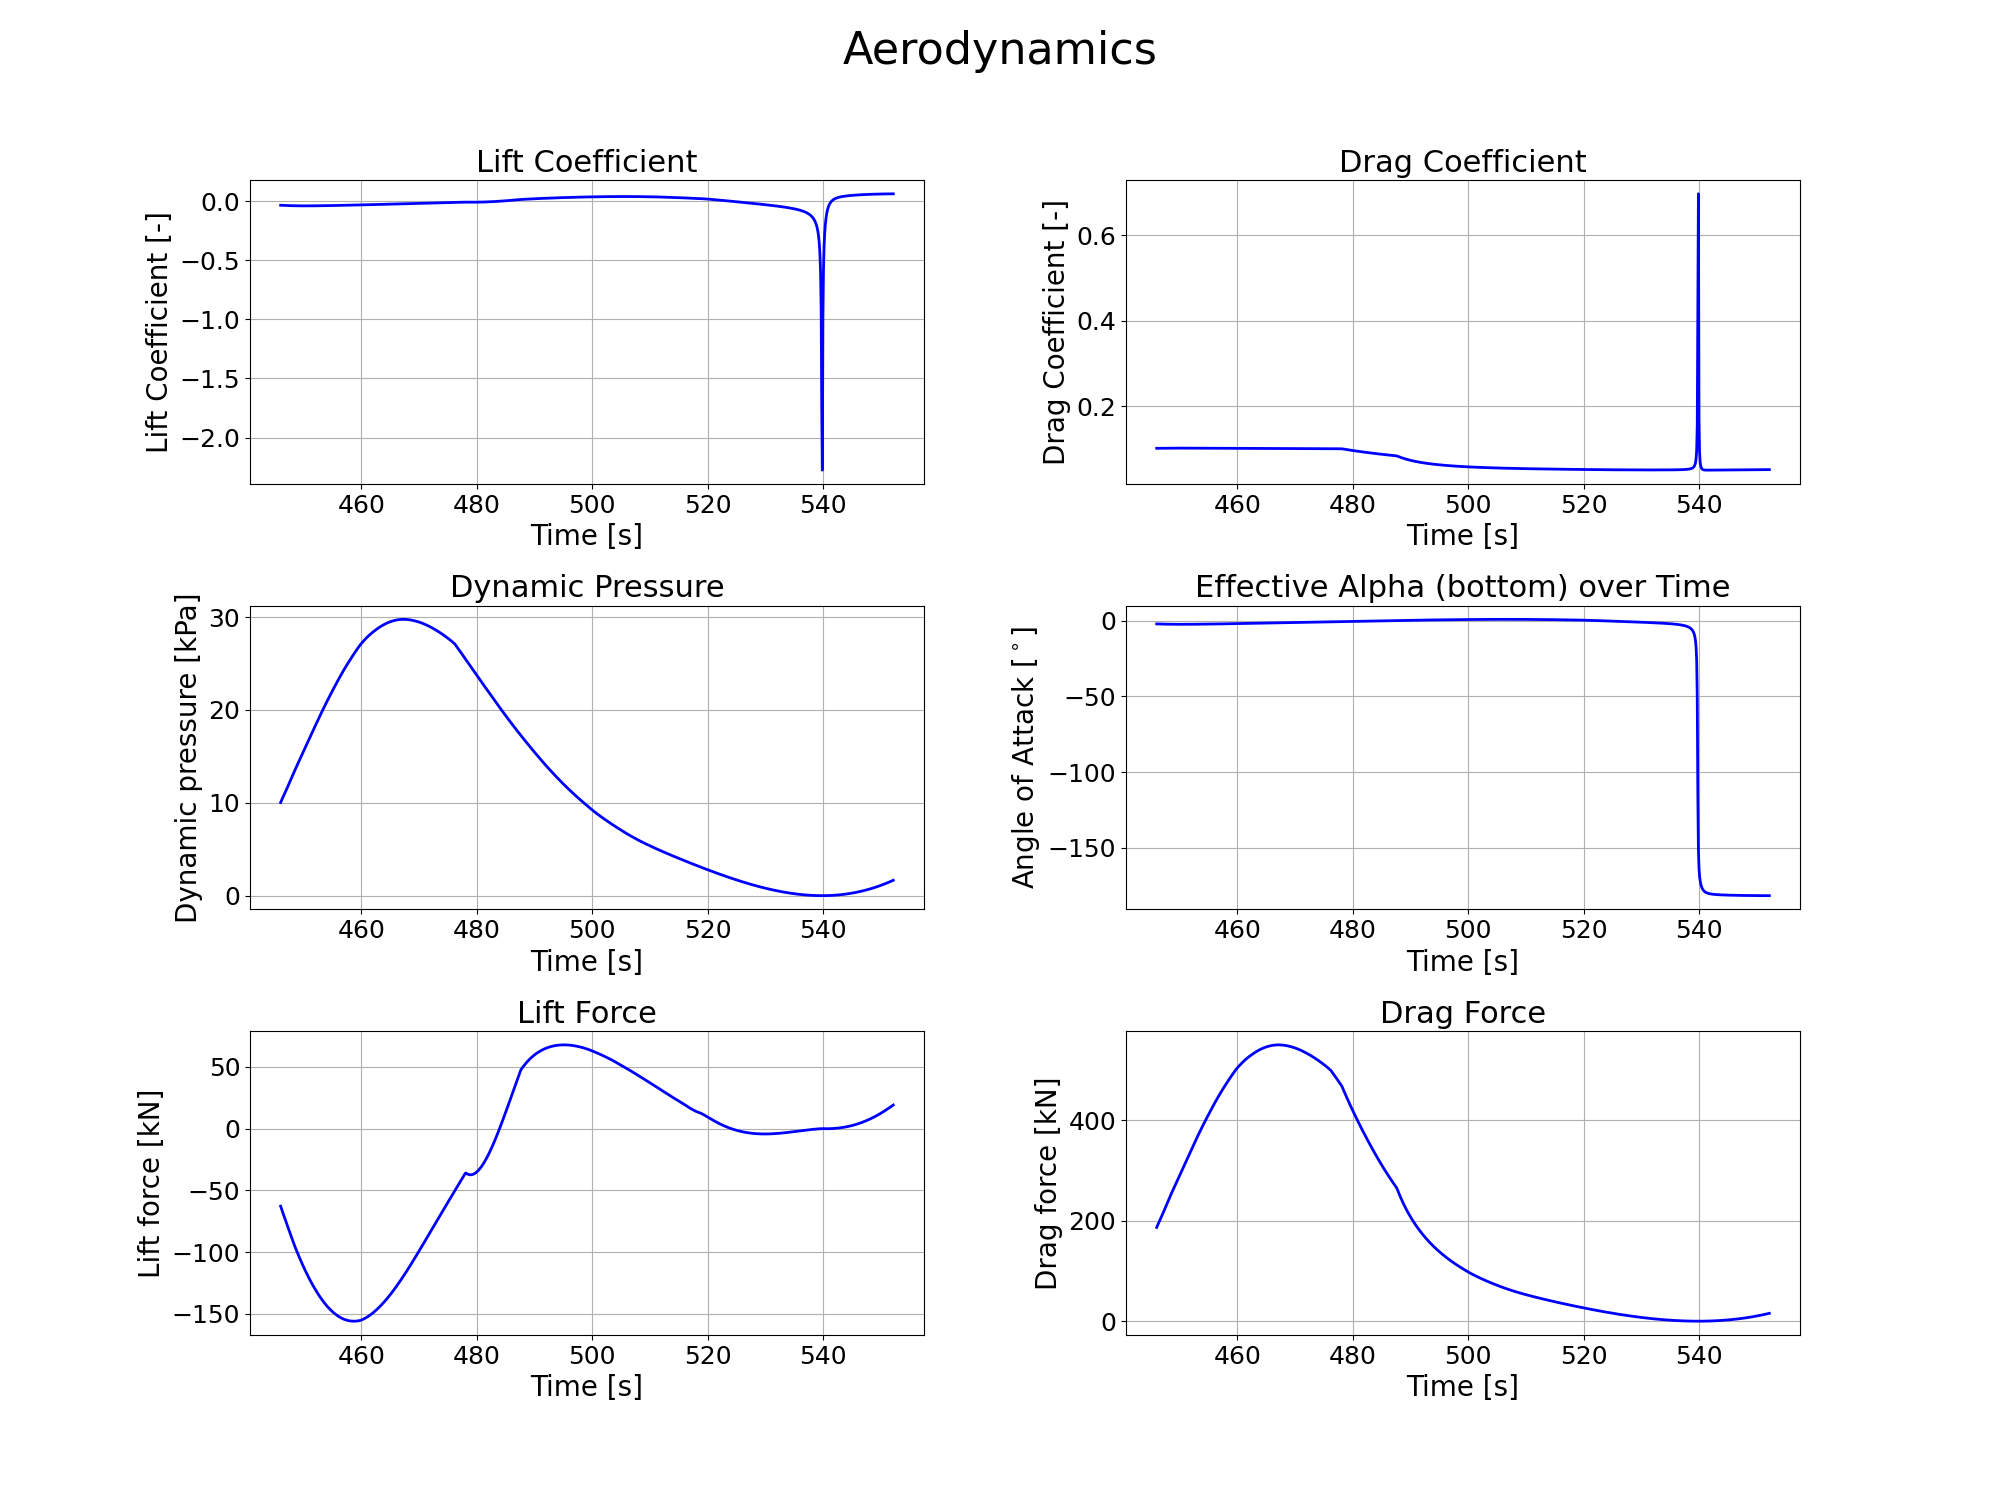 Aerodynamics
Lift Coefficient
Lift Coefficient [-]
0.0
−0.5
−1.0
−1.5
−2.0
460 480 500 520 540
Time [s]
Drag Coefficient
Drag Coefficient [-]
0.6
0.4
0.2
460 480 500 520 540
Time [s]
Dynamic Pressure
Dynamic pressure [kPa]
30
20
10
0
460 480 500 520 540
Time [s]
Effective Alpha (bottom) over Time
Angle of Attack [°]
0
−50
−100
−150
460 480 500 520 540
Time [s]
Lift Force
Lift force [kN]
50
0
−50
−100
−150
460 480 500 520 540
Time [s]
Drag Force
Drag force [kN]
400
200
0
460 480 500 520 540
Time [s]